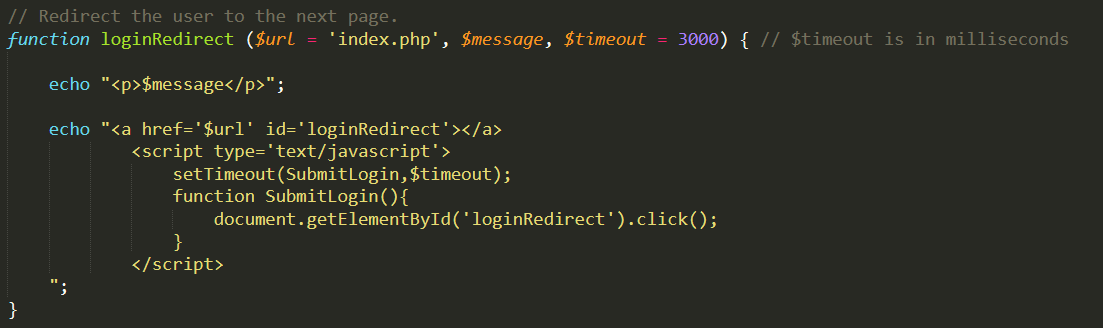 // Redirect the user to the next page.
function loginRedirect ($url = 'index.php', $message, $timeout = 3000) { // $timeout is in milliseconds
echo "<p>$message</p>";
echo "<a href='$url' id='loginRedirect'></a>
<script type='text/javascript'>
setTimeout(SubmitLogin,$timeout);
function SubmitLogin(){
document.getElementById('loginRedirect').click();
}
</script>
";
}